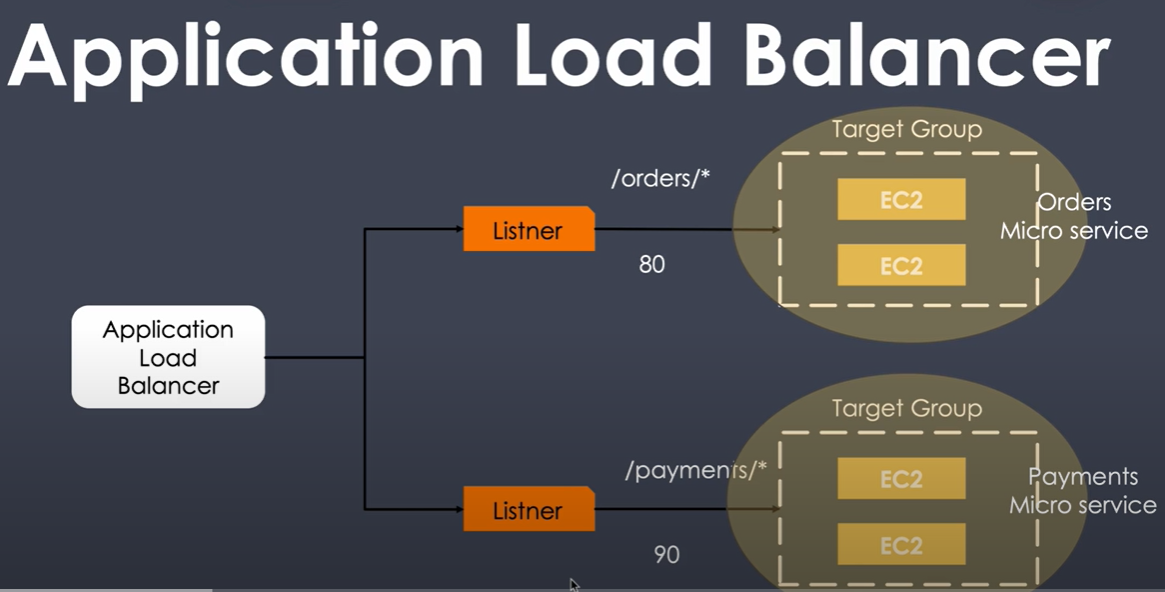 Application Load Balancer
Target Group
/orders/*
EC2
Orders
Micro service
Listner
80
EC2
Application
Load
Balancer
Target Group
/payments/*
EC2
Payments
Micro service
Listner
90
EC2